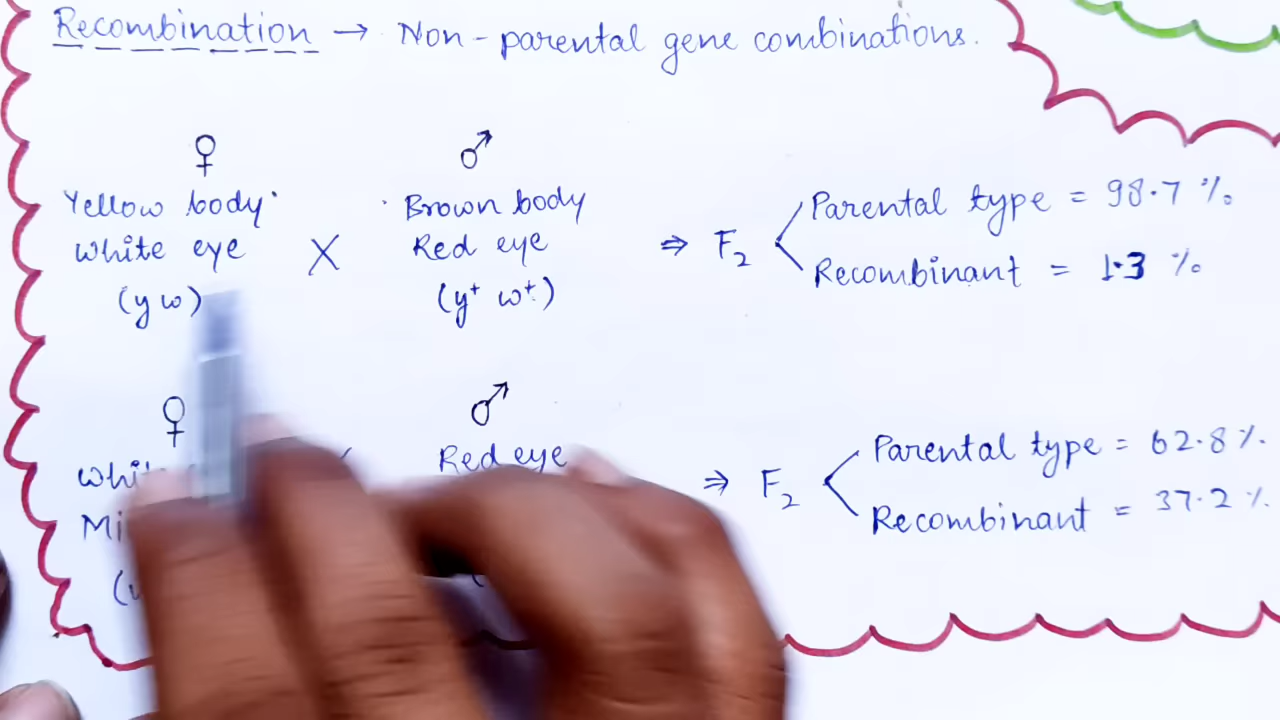 Recombination → Non-parental gene combinations.
♀ ♂
Yellow body Brown body
White eye X Red eye
(y w) (y⁺ w⁺)
⇒ F₂
Parental type = 98.7 %
Recombinant = 1.3 %
♀ ♂
Red eye
⇒ F₂
Parental type = 62.8 %
Recombinant = 37.2 %